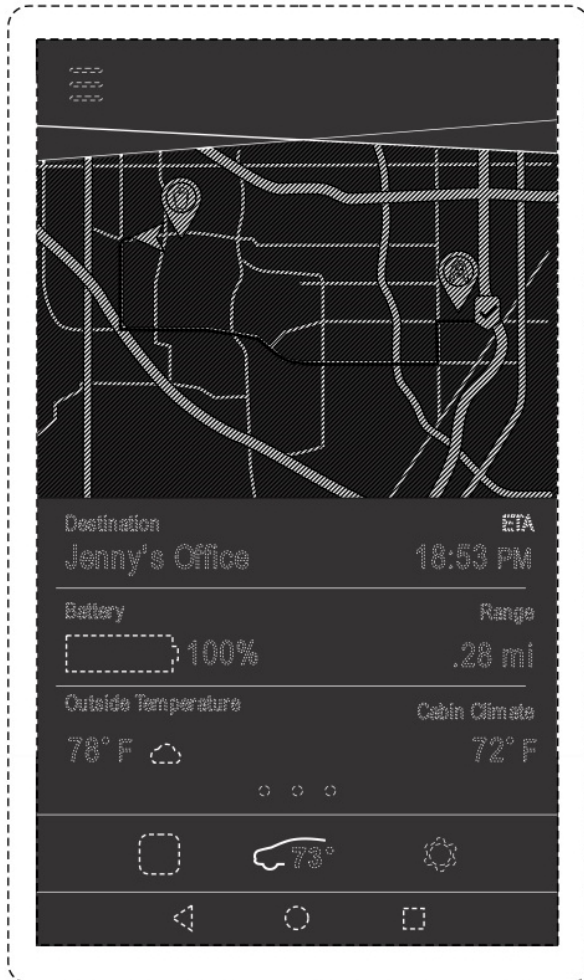 Destination
ETA
Jenny's Office
18:53 PM
Battery
Range
100%
.28 mi
Outside Temperature
Cabin Climate
78° F
72° F
73°